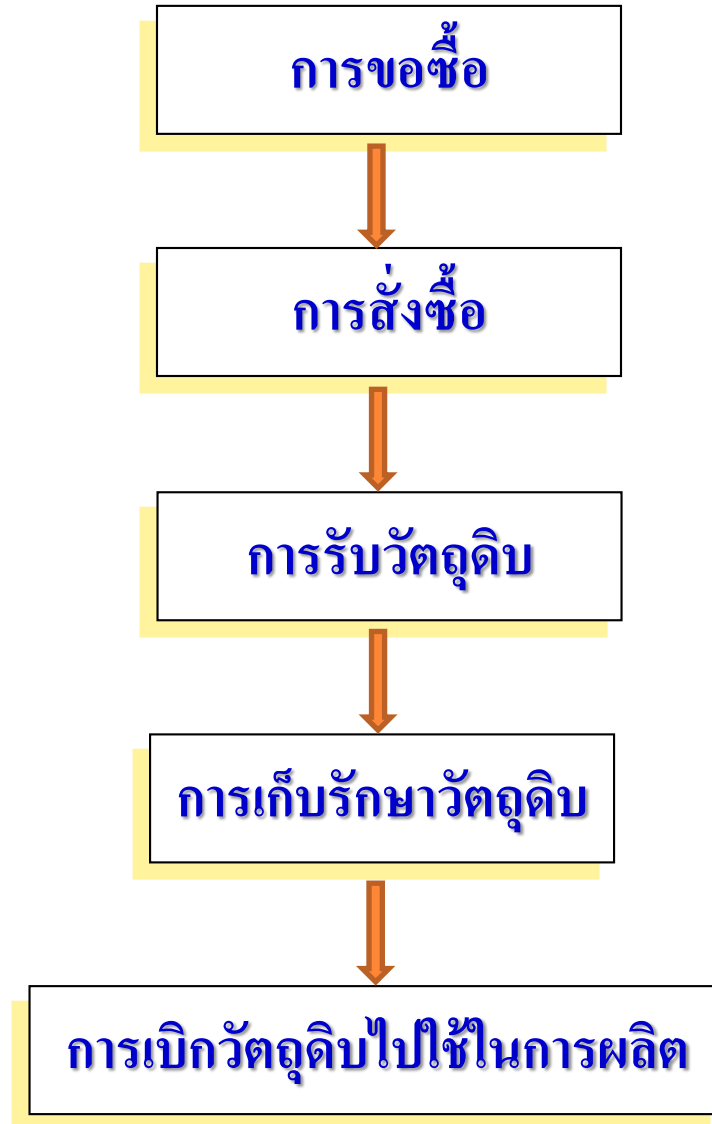 การขอซื้อ
การสั่งซื้อ
การรับวัตถุดิบ
การเก็บรักษาวัตถุดิบ
การเบิกวัตถุดิบไปใช้ในการผลิต